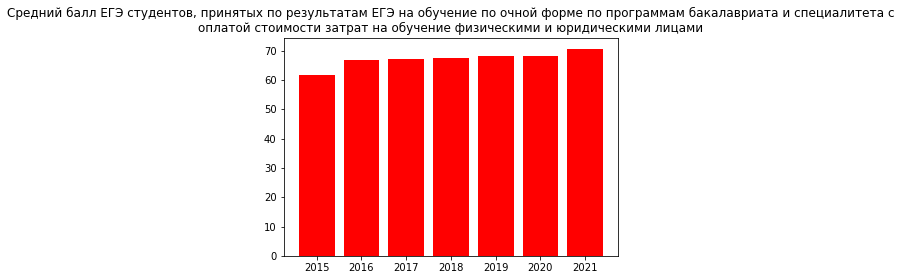 Средний балл ЕГЭ студентов, принятых по результатам ЕГЭ на обучение по очной форме по программам бакалавриата и специалитета с
оплатой стоимости затрат на обучение физическими и юридическими лицами
70
60
50
40
30
20
10
0
2015 2016 2017 2018 2019 2020 2021